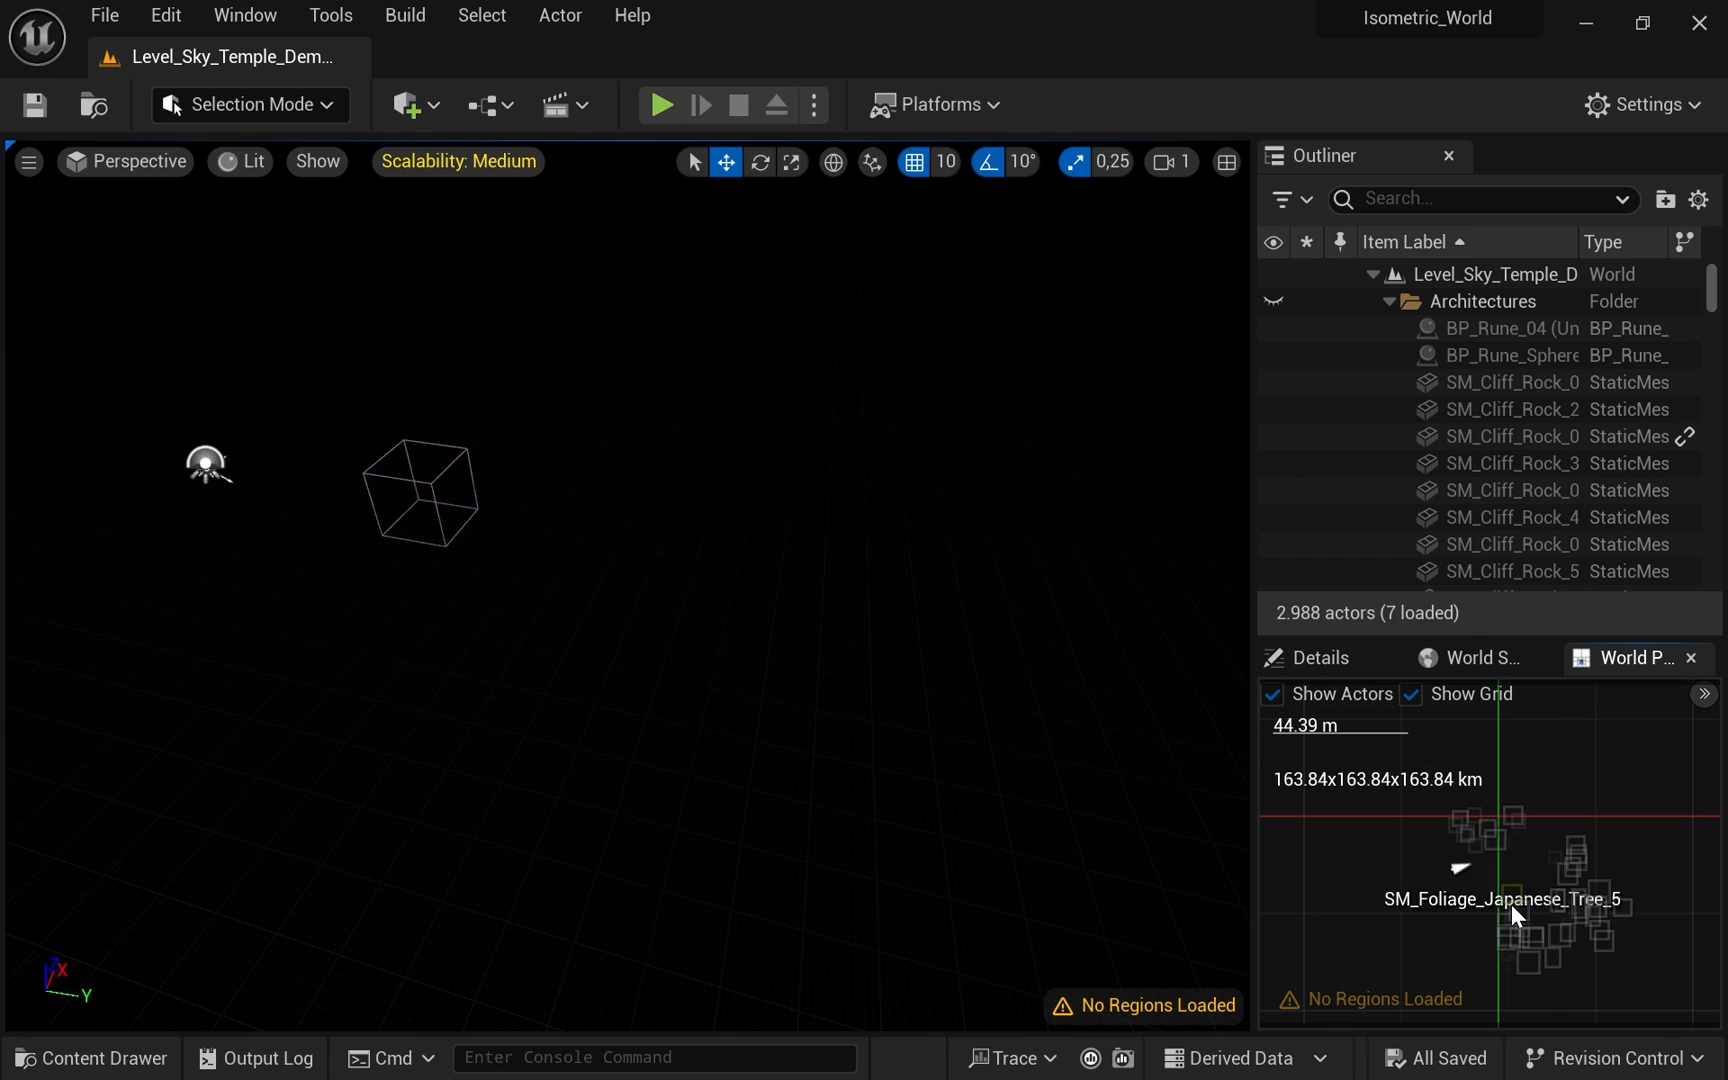 File Edit Window Tools Build Select Actor Help
Isometric_World
Level_Sky_Temple_Dem...
Selection Mode
Platforms
Settings
Perspective Lit Show Scalability: Medium 10 10° 0,25 1
Outliner
Search...
Item Label Type
Level_Sky_Temple_D World
Architectures Folder
BP_Rune_04 (Un BP_Rune_
BP_Rune_Sphere BP_Rune_
SM_Cliff_Rock_0 StaticMes
SM_Cliff_Rock_2 StaticMes
SM_Cliff_Rock_0 StaticMes
SM_Cliff_Rock_3 StaticMes
SM_Cliff_Rock_0 StaticMes
SM_Cliff_Rock_4 StaticMes
SM_Cliff_Rock_0 StaticMes
SM_Cliff_Rock_5 StaticMes
2.988 actors (7 loaded)
Details World S... World P...
Show Actors Show Grid
44.39 m
163.84x163.84x163.84 km
SM_Foliage_Japanese_Tree_5
No Regions Loaded
Z X
Y
No Regions Loaded
Content Drawer Output Log Cmd Enter Console Command Trace Derived Data All Saved Revision Control